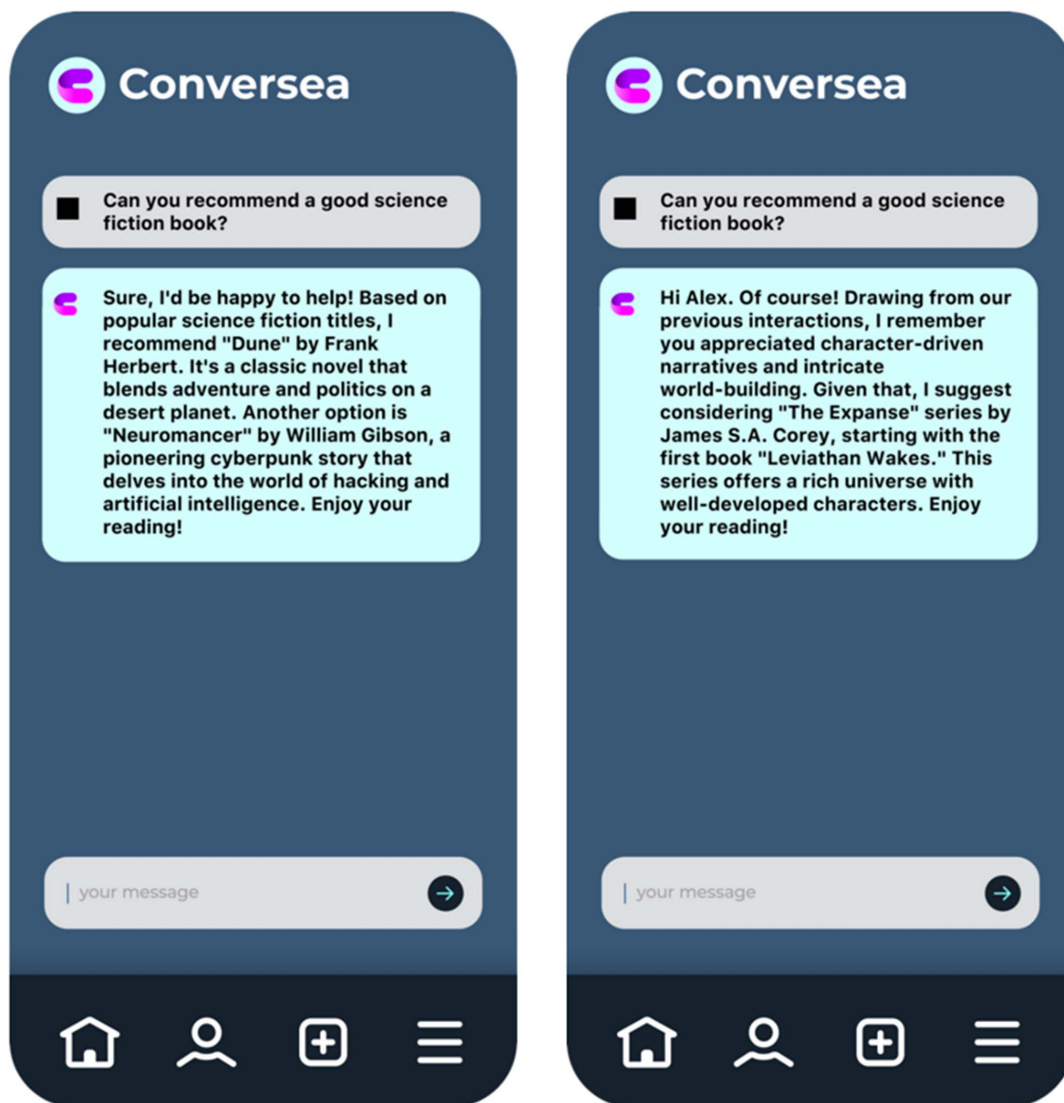 Conversea
Can you recommend a good science
fiction book?
Sure, I'd be happy to help! Based on
popular science fiction titles, I
recommend "Dune" by Frank
Herbert. It's a classic novel that
blends adventure and politics on a
desert planet. Another option is
"Neuromancer" by William Gibson, a
pioneering cyberpunk story that
delves into the world of hacking and
artificial intelligence. Enjoy your
reading!
your message
Conversea
Can you recommend a good science
fiction book?
Hi Alex. Of course! Drawing from our
previous interactions, I remember
you appreciated character-driven
narratives and intricate
world-building. Given that, I suggest
considering "The Expanse" series by
James S.A. Corey, starting with the
first book "Leviathan Wakes." This
series offers a rich universe with
well-developed characters. Enjoy
your reading!
your message